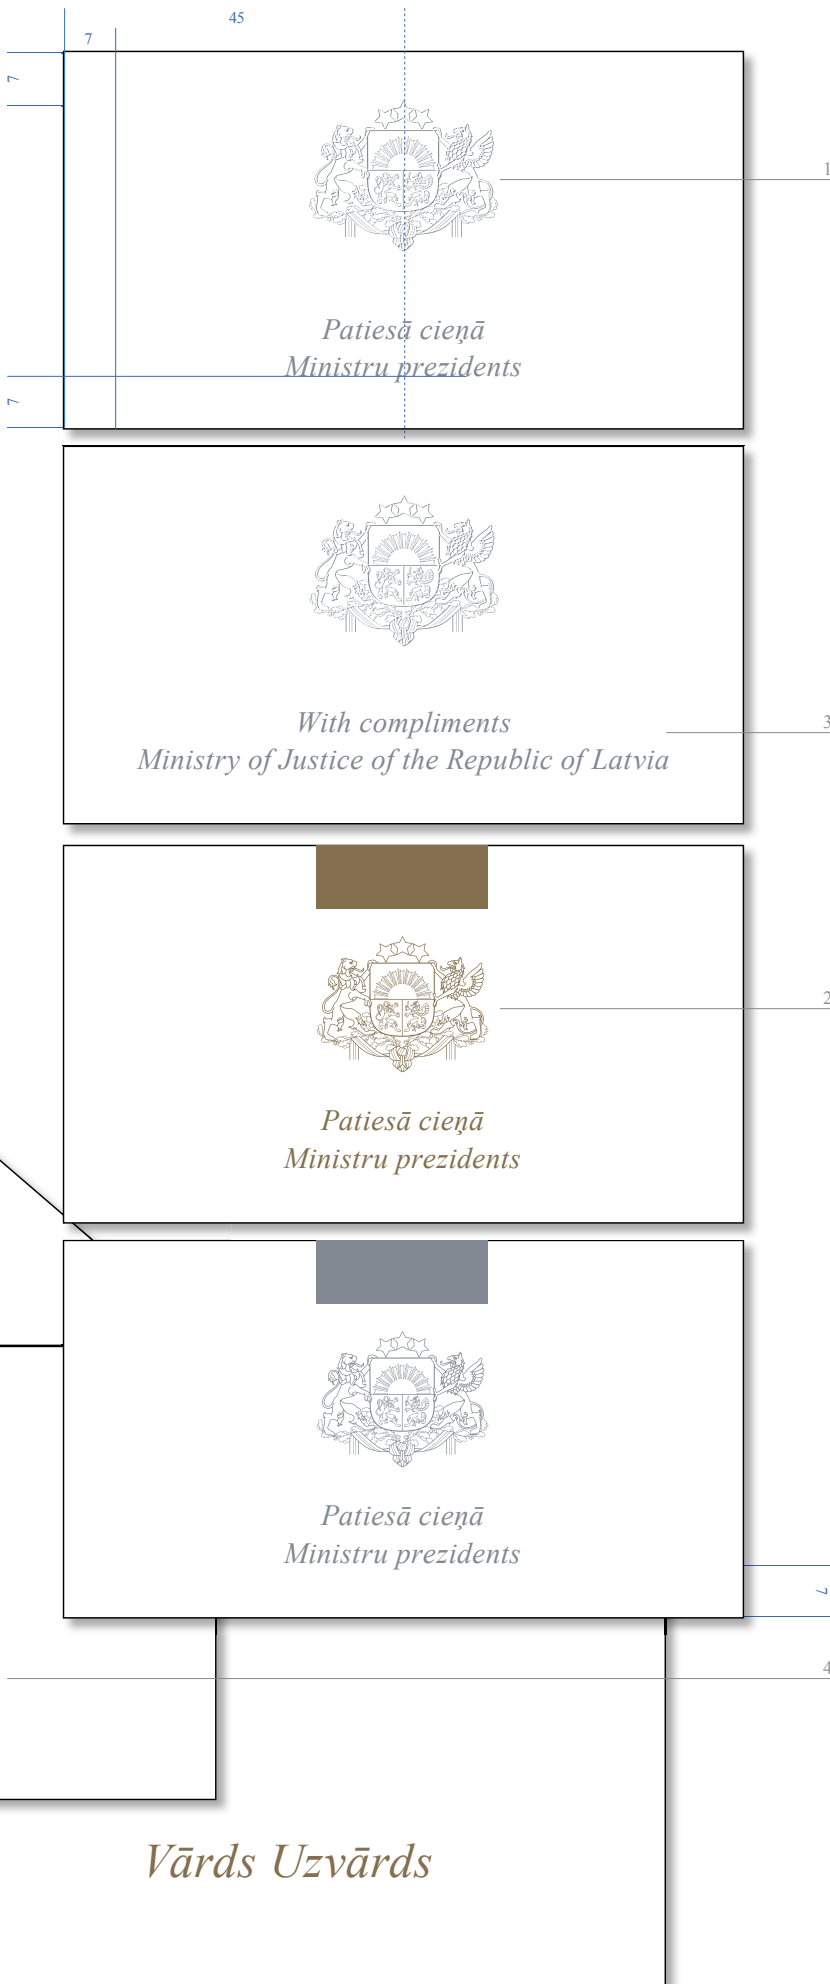 45
7
7
1
Patiesā cieņā
Ministru prezidents
7
With compliments
3
Ministry of Justice of the Republic of Latvia
2
Patiesā cieņā
Ministru prezidents
Patiesā cieņā
Ministru prezidents
7
4
Vārds Uzvārds